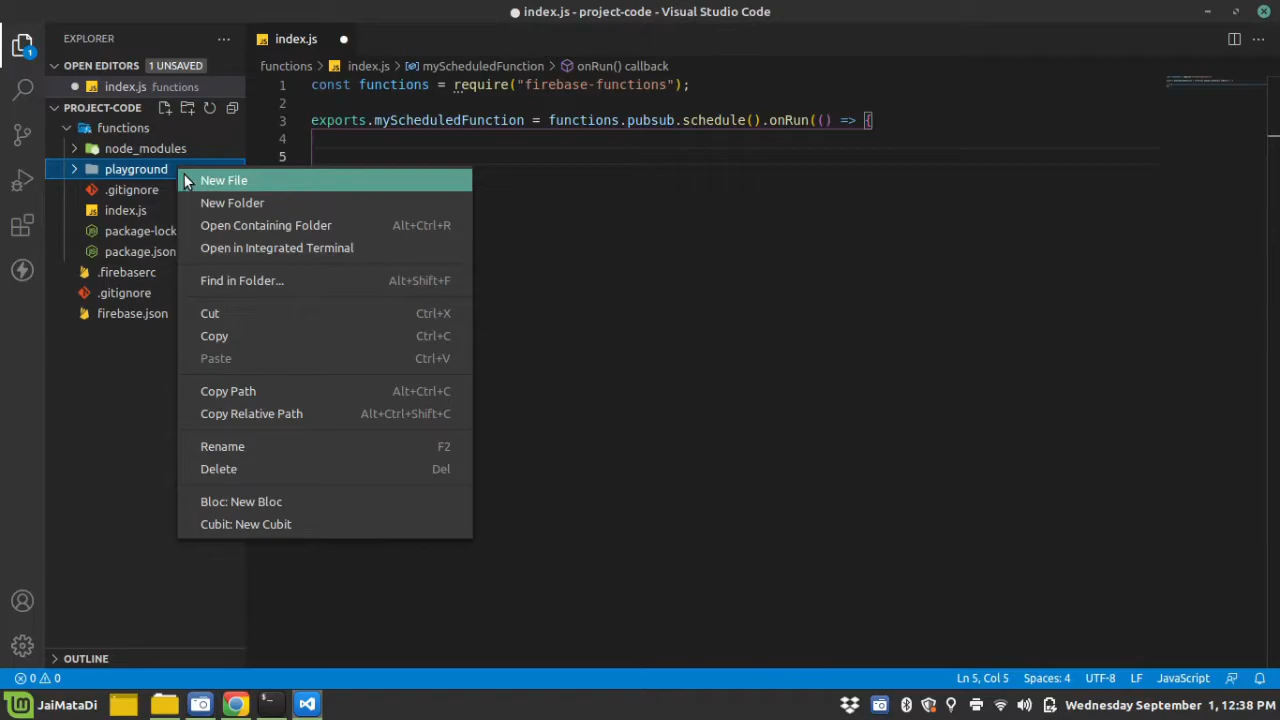 index.js - project-code - Visual Studio Code
EXPLORER
index.js
OPEN EDITORS 1 UNSAVED
functions > index.js > myScheduledFunction > onRun() callback
index.js functions
1 const functions = require("firebase-functions");
PROJECT-CODE
2
functions
3 exports.myScheduledFunction = functions.pubsub.schedule().onRun(() => {
node_modules
4
5
playground
New File
.gitignore
New Folder
index.js
Open Containing Folder Alt+Ctrl+R
package-lock
Open in Integrated Terminal
package.json
.firebaserc
Find in Folder... Alt+Shift+F
.gitignore
firebase.json
Cut Ctrl+X
Copy Ctrl+C
Paste Ctrl+V
Copy Path Alt+Ctrl+C
Copy Relative Path Alt+Ctrl+Shift+C
Rename F2
Delete Del
Bloc: New Bloc
Cubit: New Cubit
1
OUTLINE
0 0 Ln 5, Col 5 Spaces: 4 UTF-8 LF JavaScript
JaiMataDi Wednesday September 1, 12:38 PM